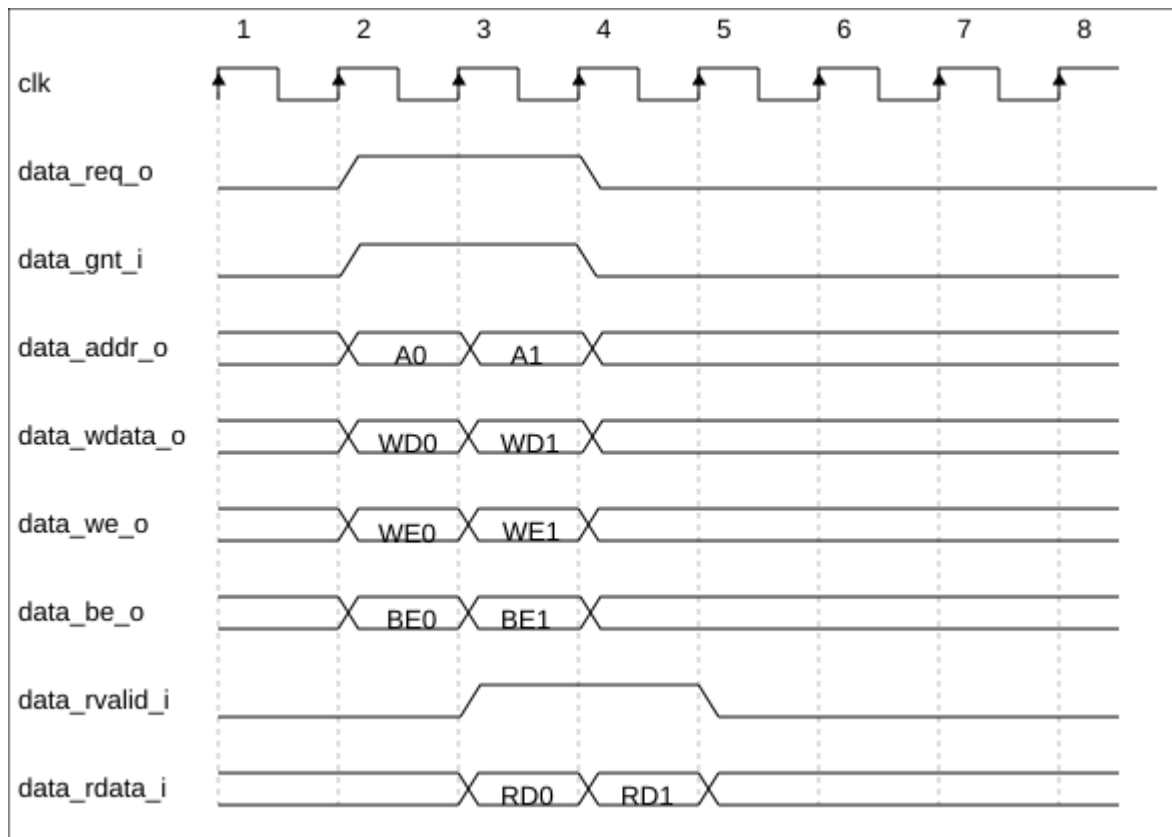 1 2 3 4 5 6 7 8
clk
data_req_o
data_gnt_i
data_addr_o A0 A1
data_wdata_o WD0 WD1
data_we_o WE0 WE1
data_be_o BE0 BE1
data_rvalid_i
data_rdata_i RD0 RD1